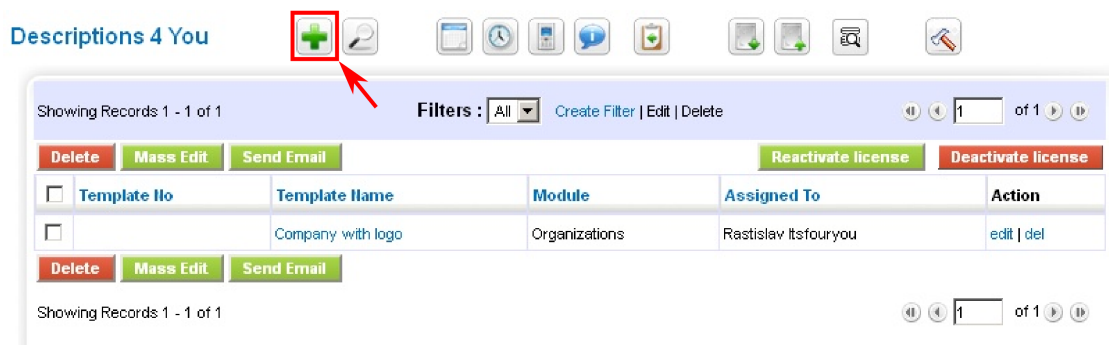 Descriptions 4 You
Showing Records 1 - 1 of 1 Filters : All Create Filter | Edit | Delete 1 of 1
Delete Mass Edit Send Email Reactivate license Deactivate license
Template No Template Name Module Assigned To Action
Company with logo Organizations Rastislav Itsfouryou edit | del
Delete Mass Edit Send Email
Showing Records 1 - 1 of 1 1 of 1